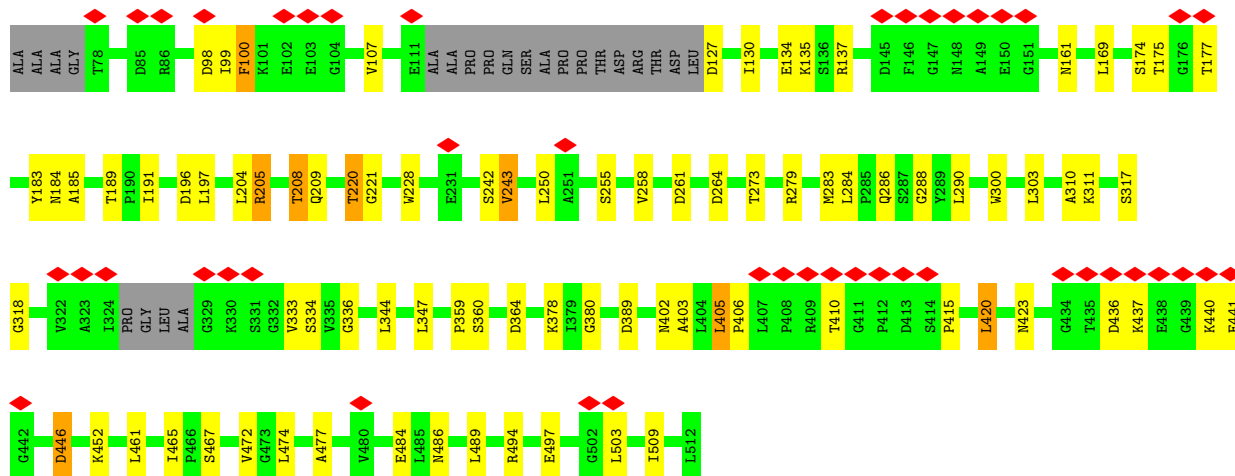 ALA ALA ALA GLY T78 D85 R86 D98 I99 F100 K101 E102 E103 G104 V107 E111 ALA ALA PRO PRO GLN SER ALA PRO PRO THR ASP ARG THR ASP LEU D127 I130 E134 K135 S136 R137 D145 F146 G147 N148 A149 E150 G151 N161 L169 S174 T175 G176 T177
Y183 N184 A185 T189 P190 I191 D196 L197 L204 R205 T208 Q209 T220 G221 W228 E231 S242 V243 L250 A251 S255 V258 D261 D264 T273 R279 M283 L284 P285 Q286 S287 G288 Y289 L290 W300 L303 A310 K311 S317
G318 V322 A323 I324 PRO GLY LEU ALA G329 K330 S331 G332 V333 S334 V335 G336 L344 L347 P359 S360 D364 K378 I379 G380 D389 N402 A403 L404 L405 P406 L407 P408 R409 T410 G411 P412 D413 S414 P415 L420 N423 G434 T435 D436 K437 E438 G439 K440
G442 D446 K452 L461 I465 P466 S467 V472 G473 L474 A477 V480 E484 L485 N486 L489 R494 E497 G502 L503 I509 L512